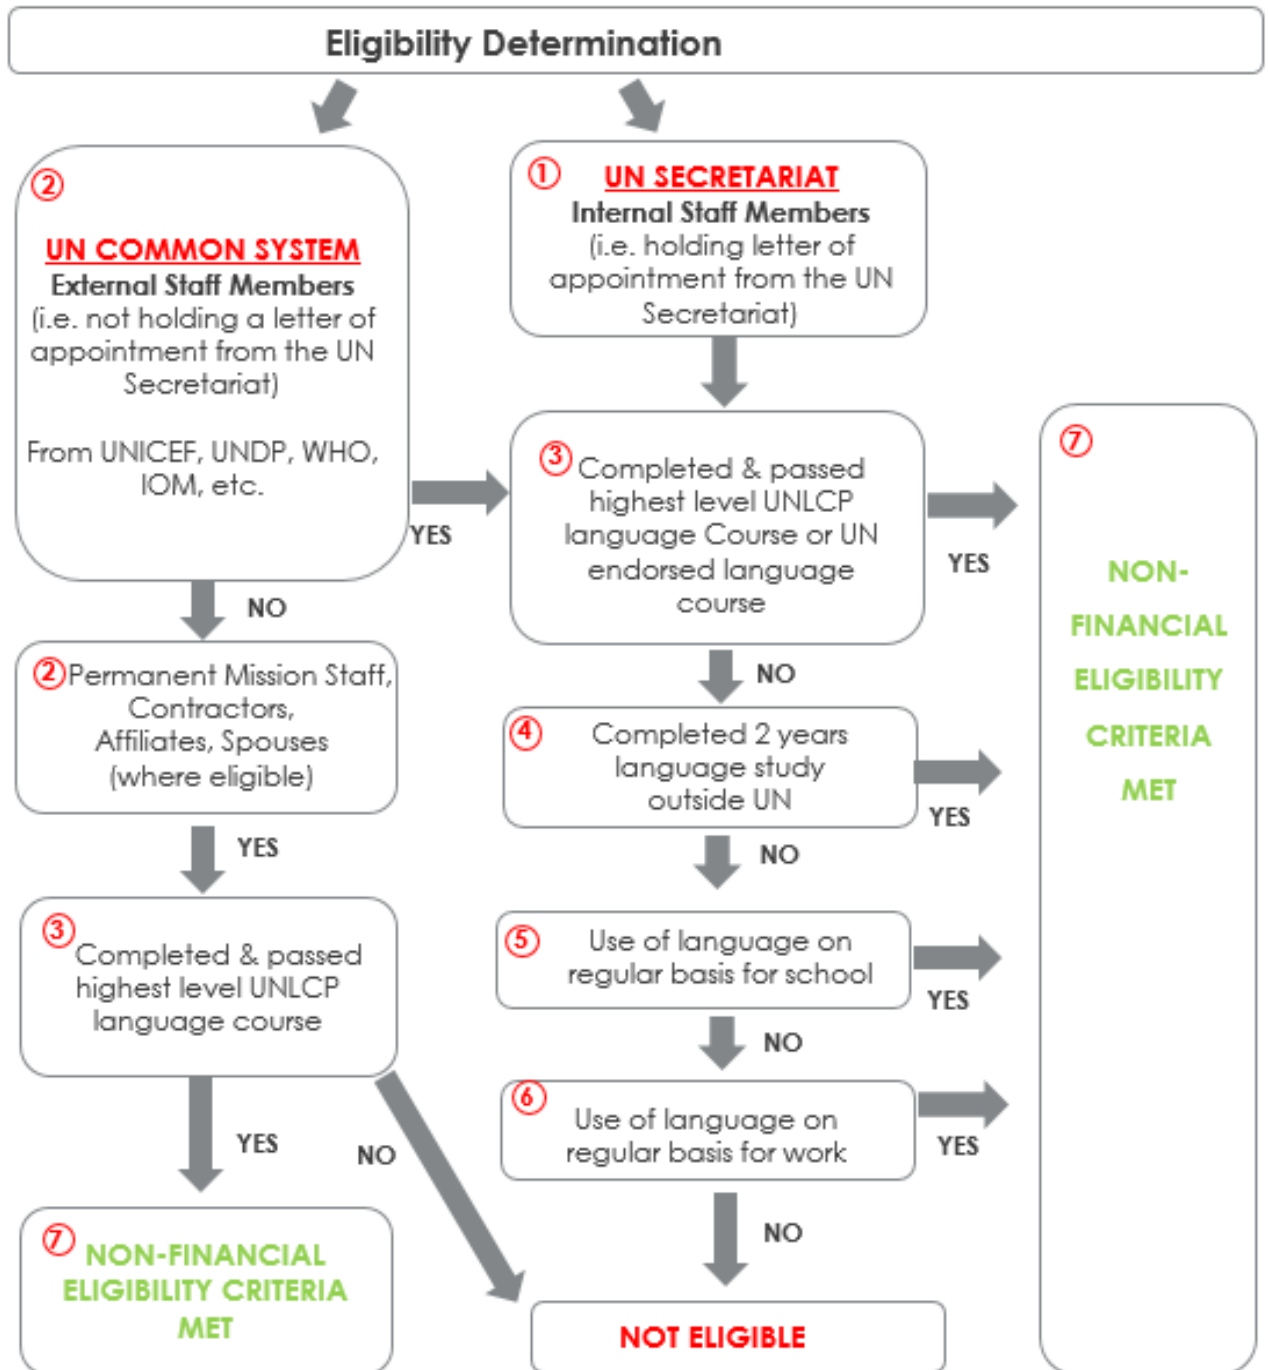 Eligibility Determination
②
UN COMMON SYSTEM
External Staff Members
(i.e. not holding a letter of
appointment from the UN
Secretariat)
From UNICEF, UNDP, WHO,
IOM, etc.
①
UN SECRETARIAT
Internal Staff Members
(i.e. holding letter of
appointment from the UN
Secretariat)
YES
NO
③
Completed & passed
highest level UNLCP
language Course or UN
endorsed language
course
YES
NO
② Permanent Mission Staff,
Contractors,
Affiliates, Spouses
(where eligible)
YES
④
Completed 2 years
language study
outside UN
YES
NO
③
Completed & passed
highest level UNLCP
language course
YES
NO
⑤
Use of language on
regular basis for school
YES
NO
⑥
Use of language on
regular basis for work
YES
NO
⑦
NON-FINANCIAL
ELIGIBILITY CRITERIA
MET
NOT ELIGIBLE
⑦
NON-
FINANCIAL
ELIGIBILITY
CRITERIA
MET